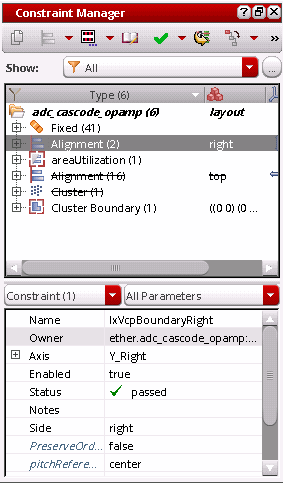 Constraint Manager
Show:
All
...
Type (6)
adc_cascode_opamp (6) layout
Fixed (41)
Alignment (2) right
areaUtilization (1)
Alignment (16) top
Cluster (1)
Cluster Boundary (1) ((0 0) (0 ...
Constraint (1) All Parameters
Name lxVcpBoundaryRight
Owner ether.adc_cascode_opamp:...
Axis Y_Right
Enabled true
Status passed
Notes
Side right
PreserveOrd... false
pitchRefere... center